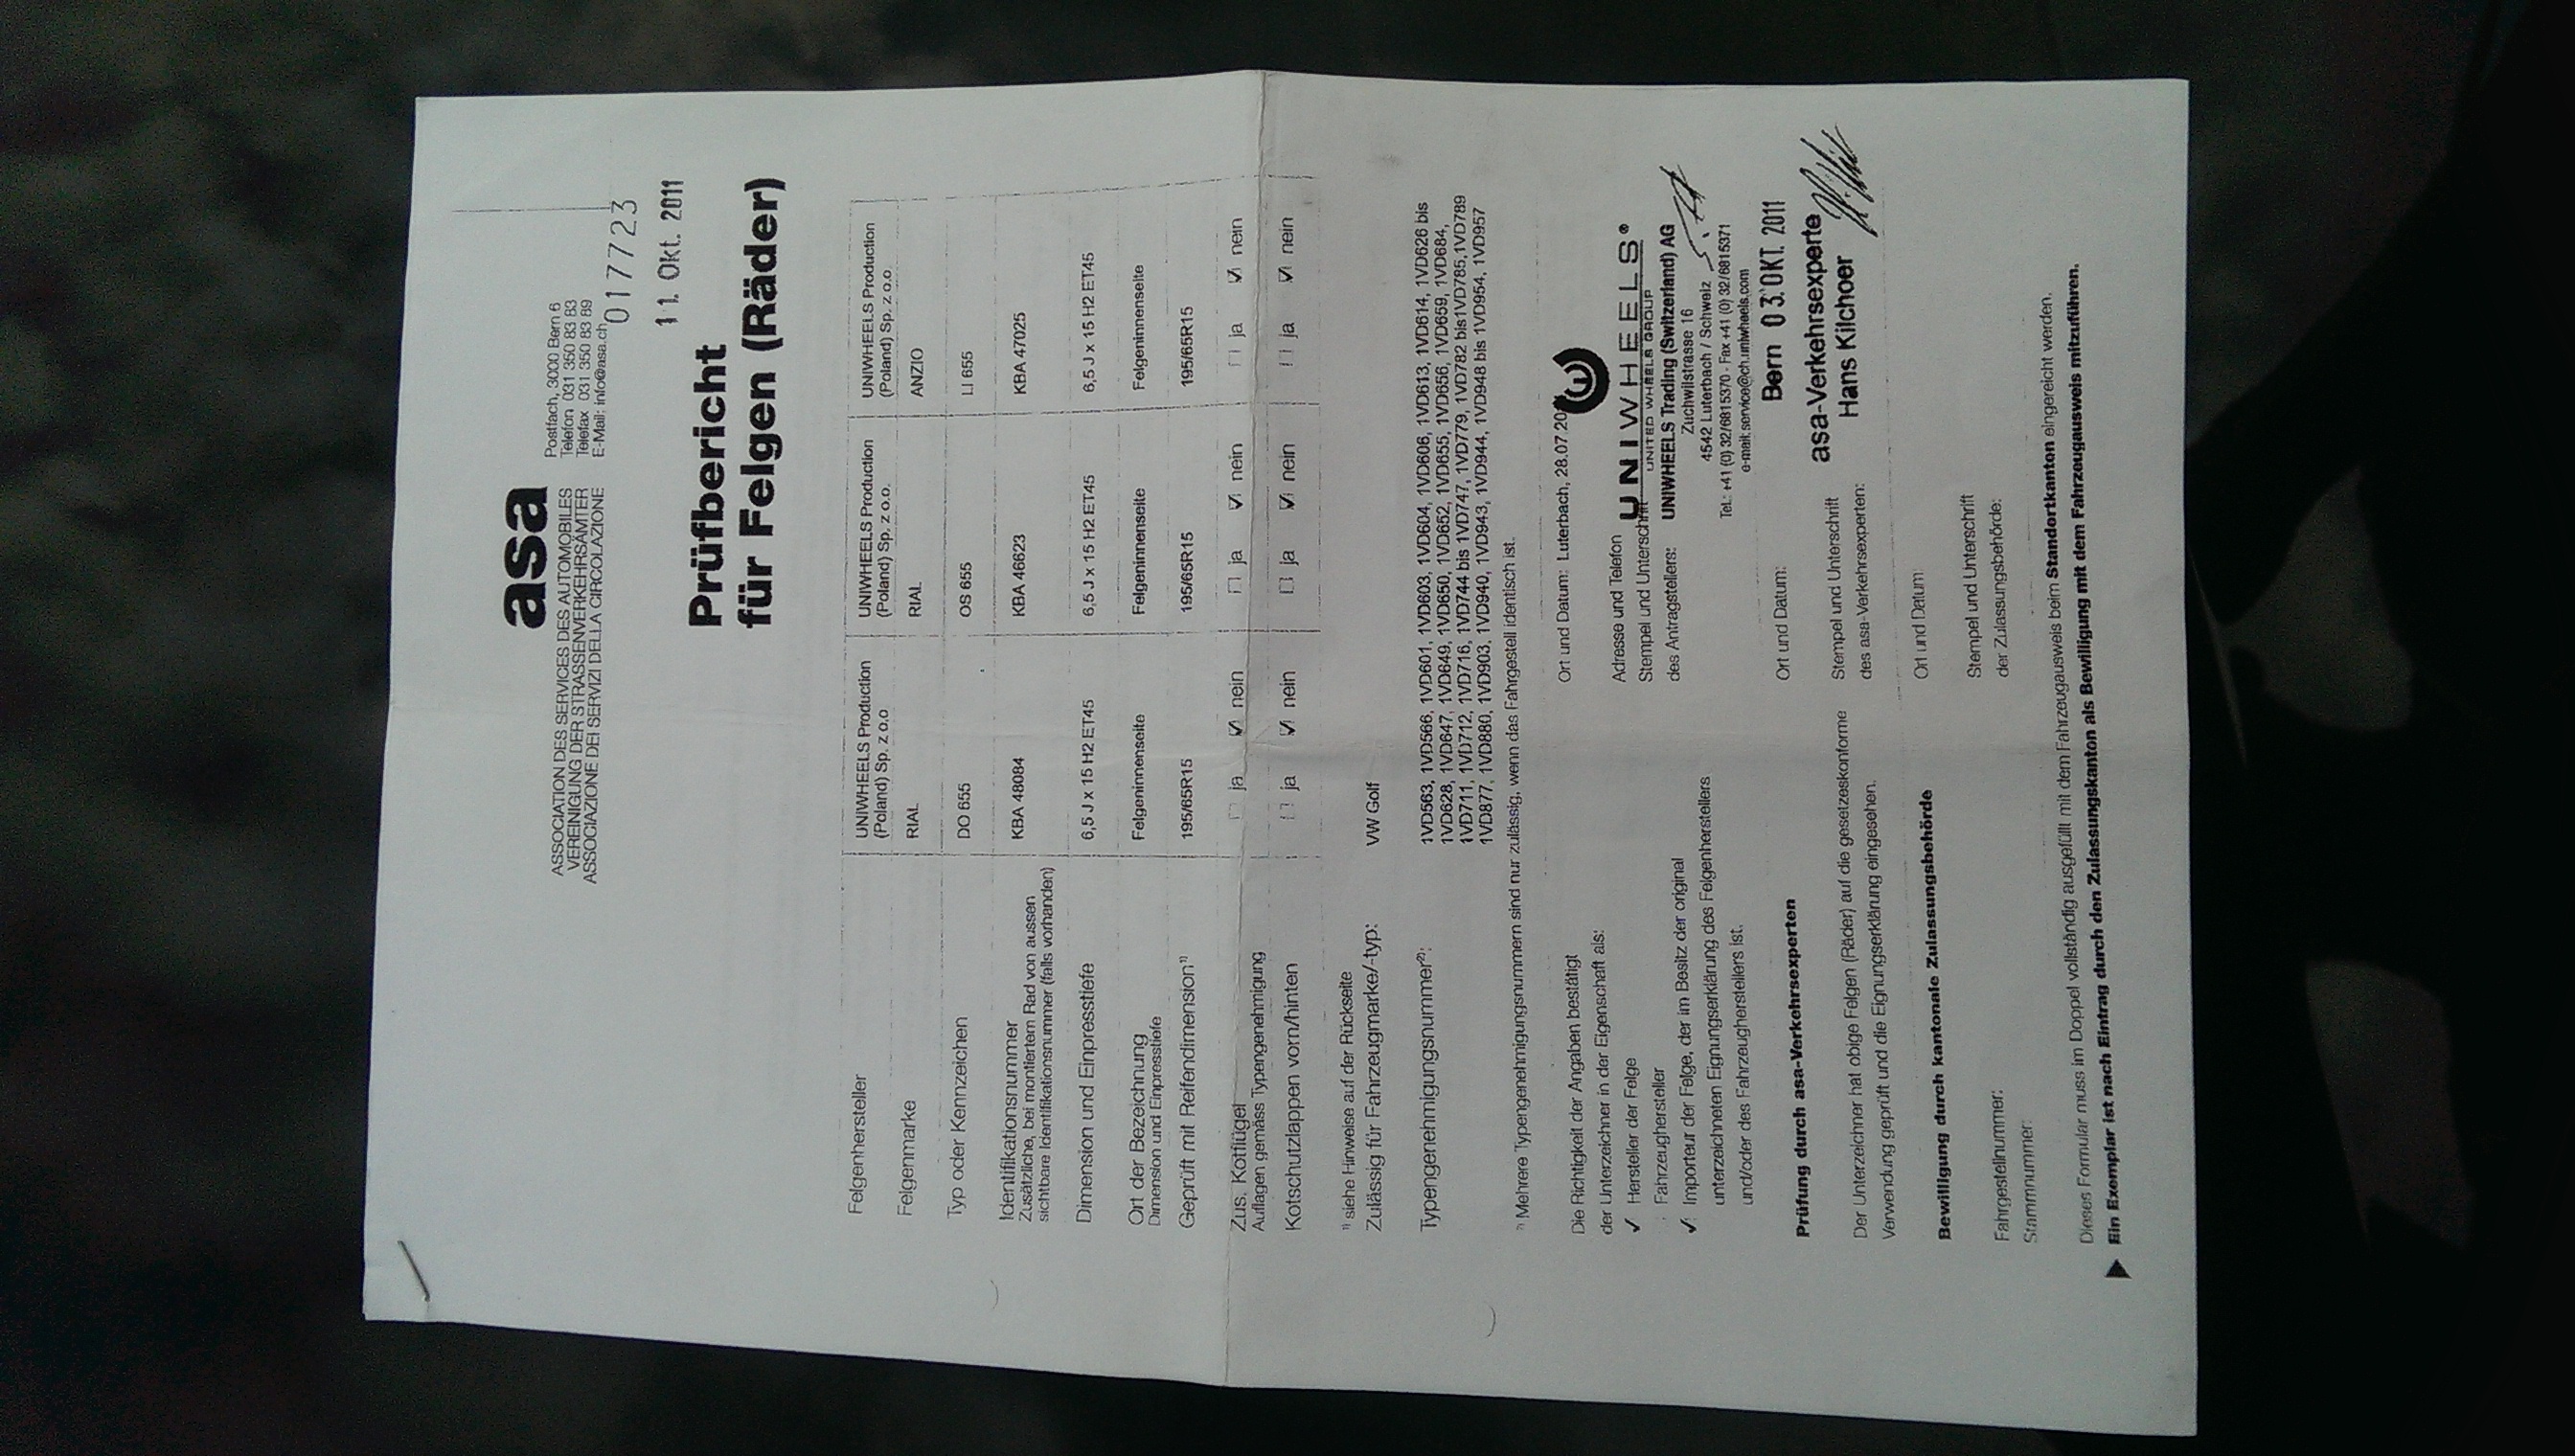 asa
ASSOCIATION DES SERVICES DES AUTOMOBILES
VEREINIGUNG DER STRASSENVERKEHRSÄMTER
ASSOCIAZIONE DEI SERVIZI DELLA CIRCOLAZIONE
Postfach, 3000 Bern 6
Telefon 031 350 83 83
Telefax 031 350 83 89
E-Mail: info@asa.ch
017723
11. Okt. 2011
Prüfbericht
für Felgen (Räder)
Felgenhersteller UNIWHEELS Production UNIWHEELS Production UNIWHEELS Production
(Poland) Sp. z o.o (Poland) Sp. z o.o. (Poland) Sp. z o.o
Felgenmarke RIAL RIAL ANZIO
Typ oder Kennzeichen DO 655 OS 655 LI 655
Identifikationsnummer KBA 48084 KBA 46623 KBA 47025
Zusätzliche, bei montiertem Rad von aussen
sichtbare Identifikationsnummer (falls vorhanden)
Dimension und Einpresstiefe 6,5 J x 15 H2 ET45 6,5 J x 15 H2 ET45 6,5 J x 15 H2 ET45
Ort der Bezeichnung Felgeninnenseite Felgeninnenseite Felgeninnenseite
Dimension und Einpresstiefe
Geprüft mit Reifendimension¹⁾ 195/65R15 195/65R15 195/65R15
Zus. Kotflügel ☐ ja ☑ nein ☐ ja ☑ nein ☐ ja ☑ nein
Auflagen gemäss Typengenehmigung
Kotschutzlappen vorn/hinten ☐ ja ☑ nein ☐ ja ☑ nein ☐ ja ☑ nein
¹⁾ siehe Hinweise auf der Rückseite
Zulässig für Fahrzeugmarke/-typ: VW Golf
Typengenehmigungsnummer²⁾: 1VD563, 1VD566, 1VD601, 1VD603, 1VD604, 1VD606, 1VD613, 1VD614, 1VD626 bis
1VD628, 1VD647, 1VD649, 1VD650, 1VD652, 1VD655, 1VD656, 1VD659, 1VD684,
1VD711, 1VD712, 1VD716, 1VD744 bis 1VD747, 1VD779, 1VD782 bis1VD785,1VD789
1VD877, 1VD880, 1VD903, 1VD940, 1VD943, 1VD944, 1VD948 bis 1VD954, 1VD957
²⁾ Mehrere Typengenehmigungsnummern sind nur zulässig, wenn das Fahrgestell identisch ist.
Die Richtigkeit der Angaben bestätigt
der Unterzeichner in der Eigenschaft als:
✓ Hersteller der Felge
Fahrzeughersteller
✓ Importeur der Felge, der im Besitz der original
unterzeichneten Eignungserklärung des Felgenherstellers
und/oder des Fahrzeugherstellers ist.
Ort und Datum: Luterbach, 28.07 20
Adresse und Telefon
Stempel und Unterschrift
des Antragstellers:
UNIWHEELS®
UNITED WHEELS GROUP
UNIWHEELS Trading (Switzerland) AG
Zuchwilstrasse 16
4542 Luterbach / Schweiz
Tel.: +41 (0) 32/6815370 - Fax +41 (0) 32/6815371
e-mail: service@ch.uniwheels.com
Prüfung durch asa-Verkehrsexperten
Der Unterzeichner hat obige Felgen (Räder) auf die gesetzeskonforme
Verwendung geprüft und die Eignungserklärung eingesehen.
Ort und Datum: Bern 03. OKT. 2011
Stempel und Unterschrift
des asa-Verkehrsexperten:
asa-Verkehrsexperte
Hans Kilchoer
Bewilligung durch kantonale Zulassungsbehörde
Ort und Datum:
Fahrgestellnummer:
Stammnummer:
Stempel und Unterschrift
der Zulassungsbehörde:
Dieses Formular muss im Doppel vollständig ausgefüllt mit dem Fahrzeugausweis beim Standortkanton eingereicht werden.
▶ Ein Exemplar ist nach Eintrag durch den Zulassungskanton als Bewilligung mit dem Fahrzeugausweis mitzuführen.